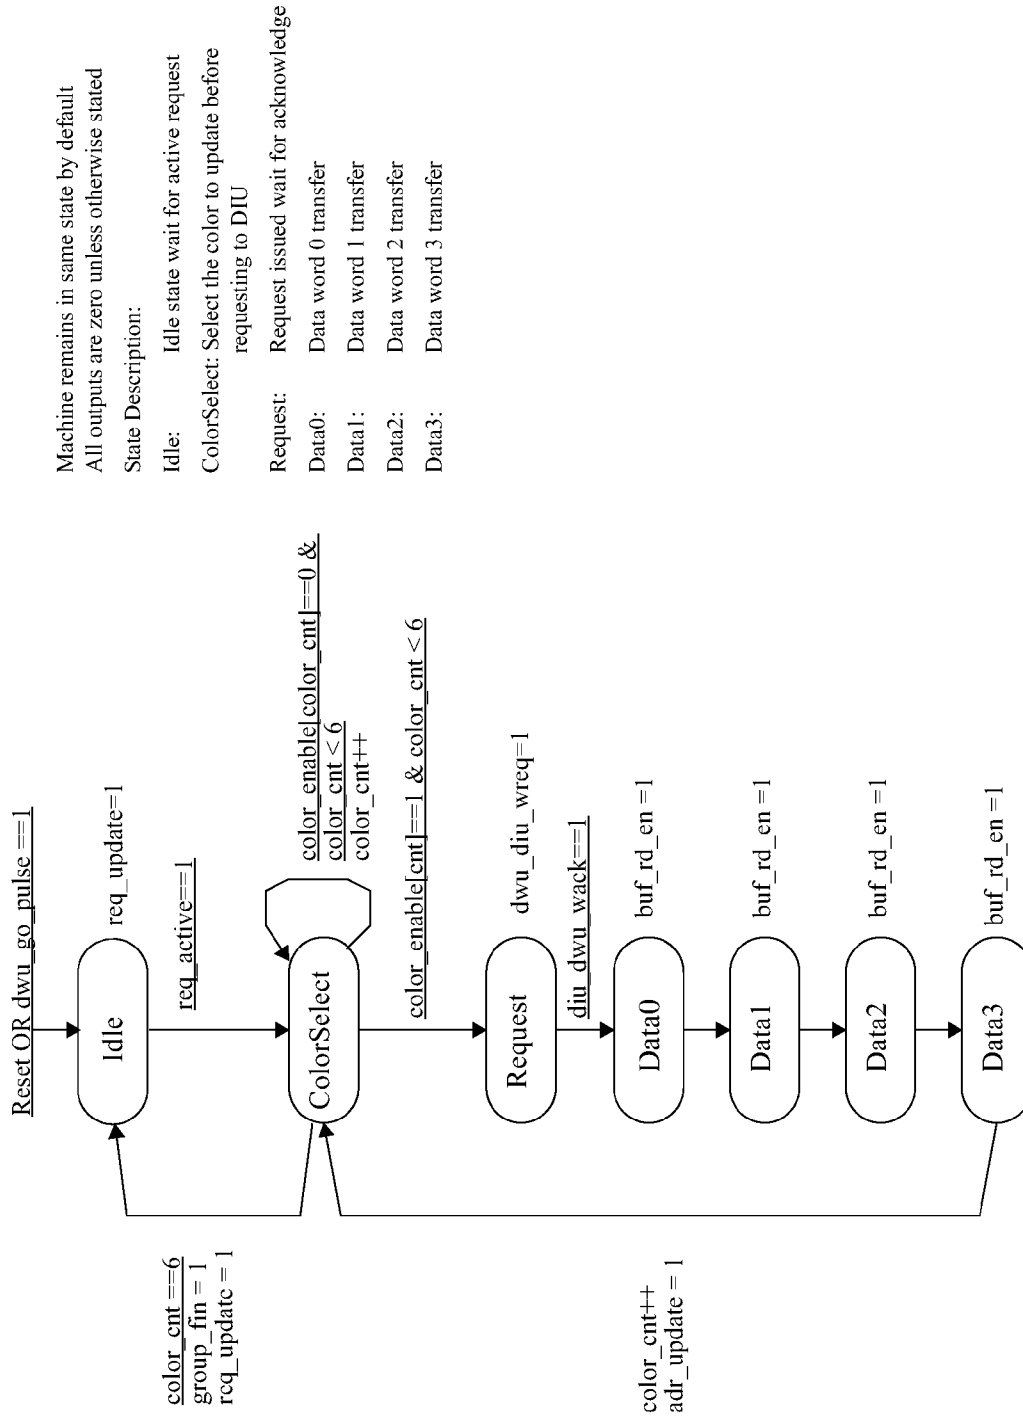 Machine remains in same state by default
All outputs are zero unless otherwise stated
State Description:
Idle: Idle state wait for active request
ColorSelect: Select the color to update before
requesting to DIU
Request: Request issued wait for acknowledge
Data0: Data word 0 transfer
Data1: Data word 1 transfer
Data2: Data word 2 transfer
Data3: Data word 3 transfer
Reset OR dwu_go_pulse ==1
Idle
req_update=1
req_active==1
ColorSelect
color_enable[color_cnt]==0 &
color_cnt < 6
color_cnt++
color_enable[cnt]==1 & color_cnt < 6
Request
dwu_diu_wreq=1
diu_dwu_wack==1
Data0
buf_rd_en =1
Data1
buf_rd_en =1
Data2
buf_rd_en =1
Data3
buf_rd_en =1
color_cnt ==6
group_fin = 1
req_update = 1
color_cnt++
adr_update = 1